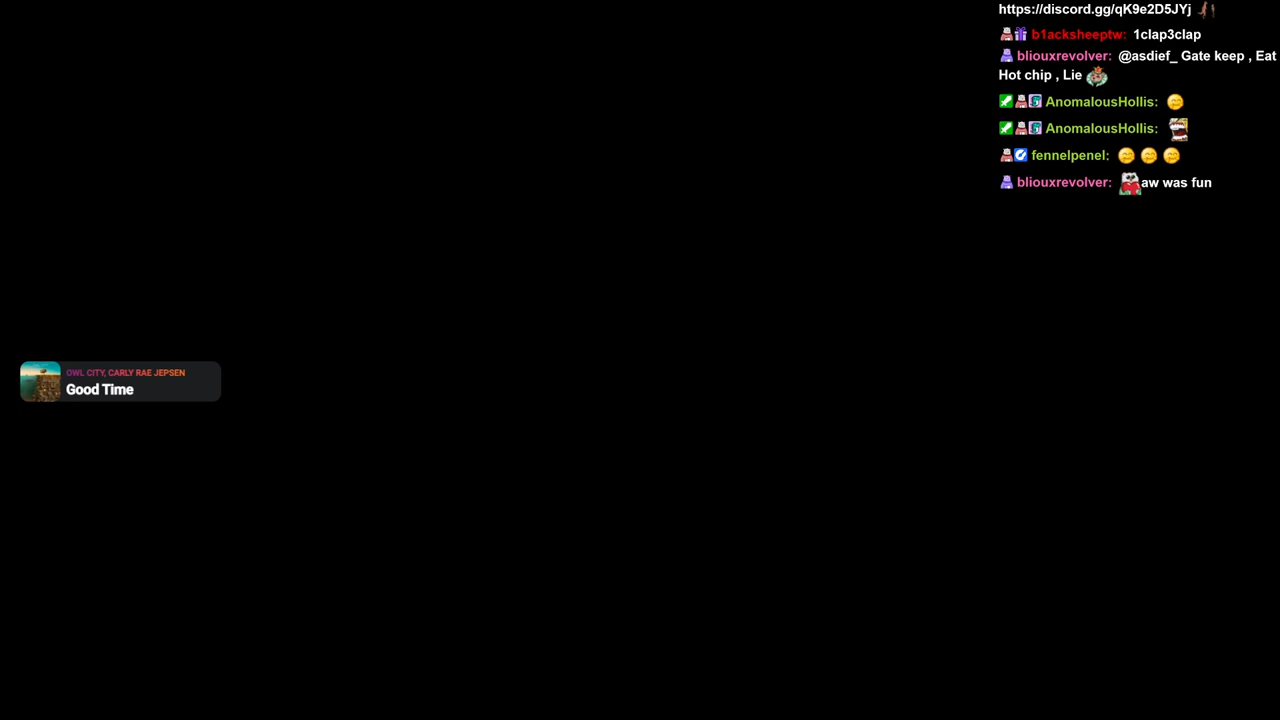 https://discord.gg/qK9e2D5JYj
b1acksheeptw: 1clap3clap
bliouxrevolver: @asdief_ Gate keep , Eat
Hot chip , Lie
AnomalousHollis: 😊
AnomalousHollis:
fennelpenel: 😊 😊 😊
bliouxrevolver: aw was fun
OWL CITY, CARLY RAE JEPSEN
Good Time